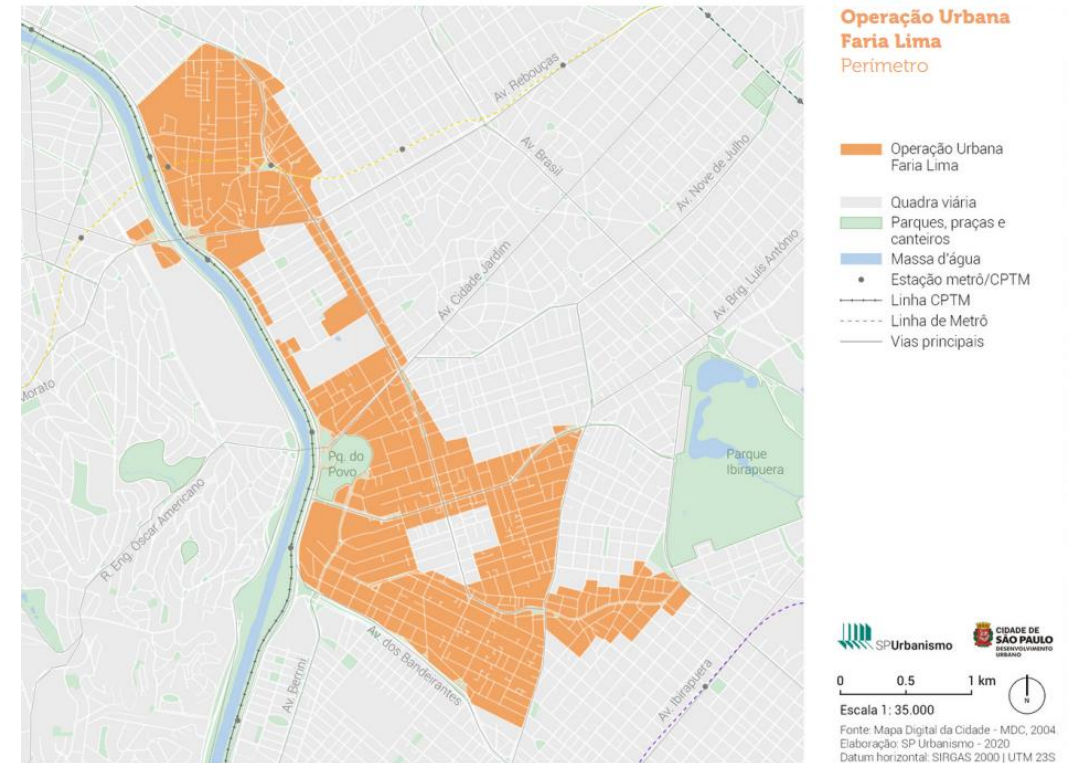 Operação Urbana
Faria Lima
Perímetro
Operação Urbana
Faria Lima
Quadra viária
Parques, praças e
canteiros
Massa d'água
Estação metrô/CPTM
Linha CPTM
Linha de Metrô
Vias principais
Av. Rebouças
Av. Brasil
Av. Nove de Julho
Av. Cidade Jardim
Av. Brig. Luís Antônio
Morato
Pq. do
Povo
Parque
Ibirapuera
R. Eng. Oscar Americano
Av. dos Bandeirantes
Av. Berrini
Av. Ibirapuera
SPUrbanismo
CIDADE DE
SÃO PAULO
DESENVOLVIMENTO
URBANO
0 0.5 1 km
N
Escala 1: 35.000
Fonte: Mapa Digital da Cidade - MDC, 2004.
Elaboração: SP Urbanismo - 2020
Datum horizontal: SIRGAS 2000 | UTM 23S